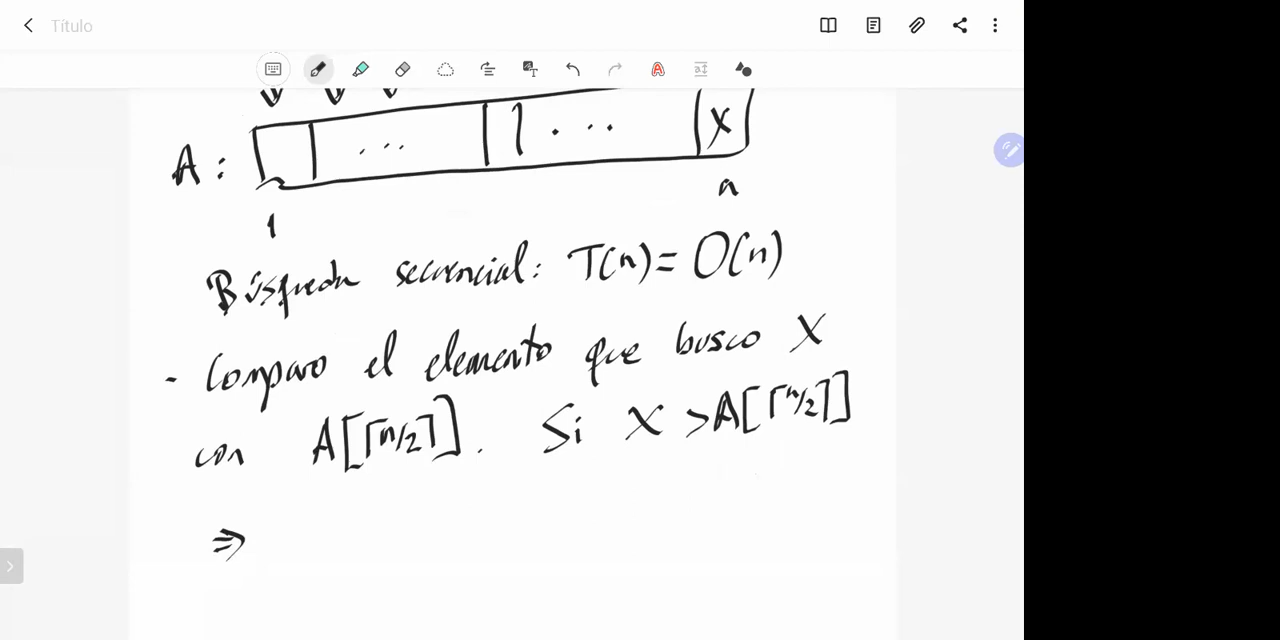 Título
A : ... | . . . x
1 n
Búsqueda secuencial: T(n) = O(n)
- Comparo el elemento que busco X
con A[⌈n/2⌉]. Si X > A[⌈n/2⌉]
⇒